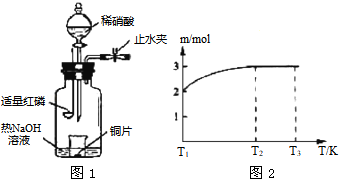 稀硝酸
止水夹
适量红磷
热NaOH
溶液
铜片
图1
m/mol
3
2
1
T₁ T₂ T₃ T/K
图2